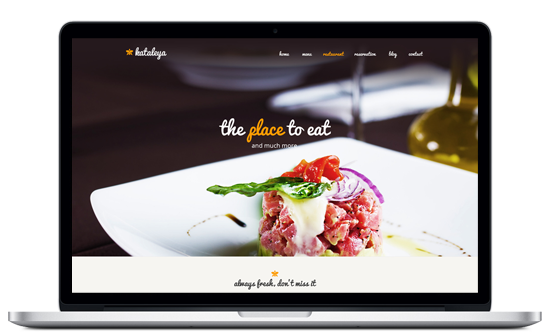 kataleya
home menu restaurant reservation blog contact
the place to eat
and much more
always fresh, don't miss it